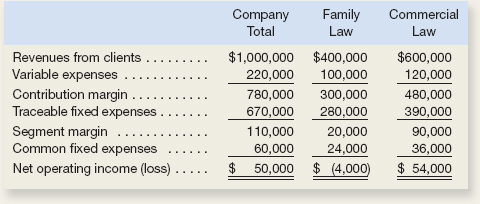 Company Family Commercial
Total Law Law
Revenues from clients . . . . . . . . . $1,000,000 $400,000 $600,000
Variable expenses . . . . . . . . . . . . 220,000 100,000 120,000
Contribution margin . . . . . . . . . . . 780,000 300,000 480,000
Traceable fixed expenses . . . . . . . 670,000 280,000 390,000
Segment margin . . . . . . . . . . . . . 110,000 20,000 90,000
Common fixed expenses . . . . . . 60,000 24,000 36,000
Net operating income (loss) . . . . . $ 50,000 $ (4,000) $ 54,000